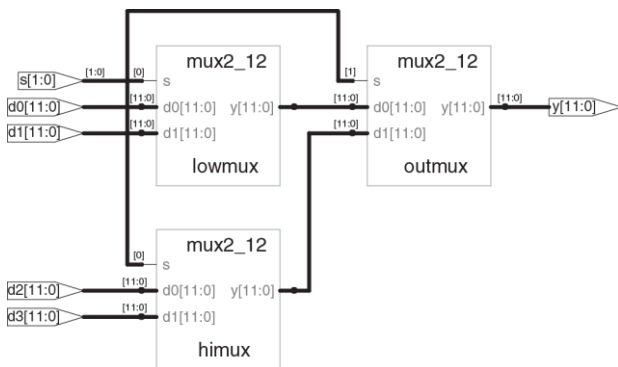 mux2_12
mux2_12
s[1:0]
[1:0]
[0]
s
[1]
s
d0[11:0]
[11:0]
d0[11:0]
y[11:0]
[11:0]
d0[11:0]
y[11:0]
[11:0]
y[11:0]
d1[11:0]
[11:0]
d1[11:0]
[11:0]
d1[11:0]
lowmux
outmux
mux2_12
[0]
s
d2[11:0]
[11:0]
d0[11:0]
y[11:0]
d3[11:0]
[11:0]
d1[11:0]
himux